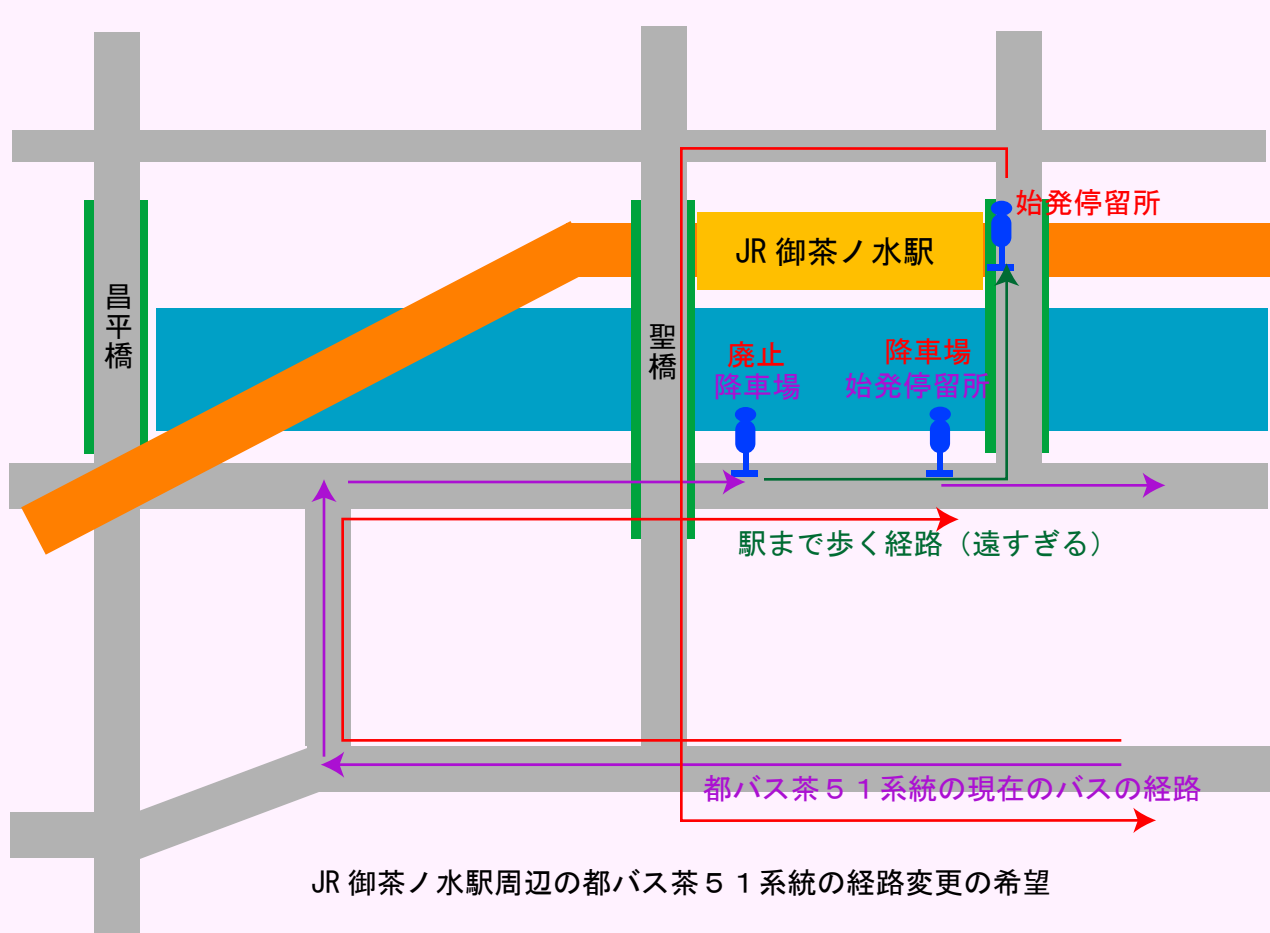 始発停留所
JR 御茶ノ水駅
昌平橋
聖橋
廃止
降車場
降車場
始発停留所
駅まで歩く経路（遠すぎる）
都バス茶５１系統の現在のバスの経路
JR 御茶ノ水駅周辺の都バス茶５１系統の経路変更の希望